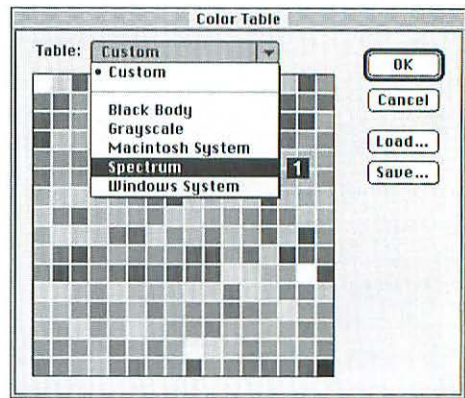 Color Table
Table: Custom
• Custom
Black Body
Grayscale
Macintosh System
Spectrum 1
Windows System
OK
Cancel
Load...
Save...